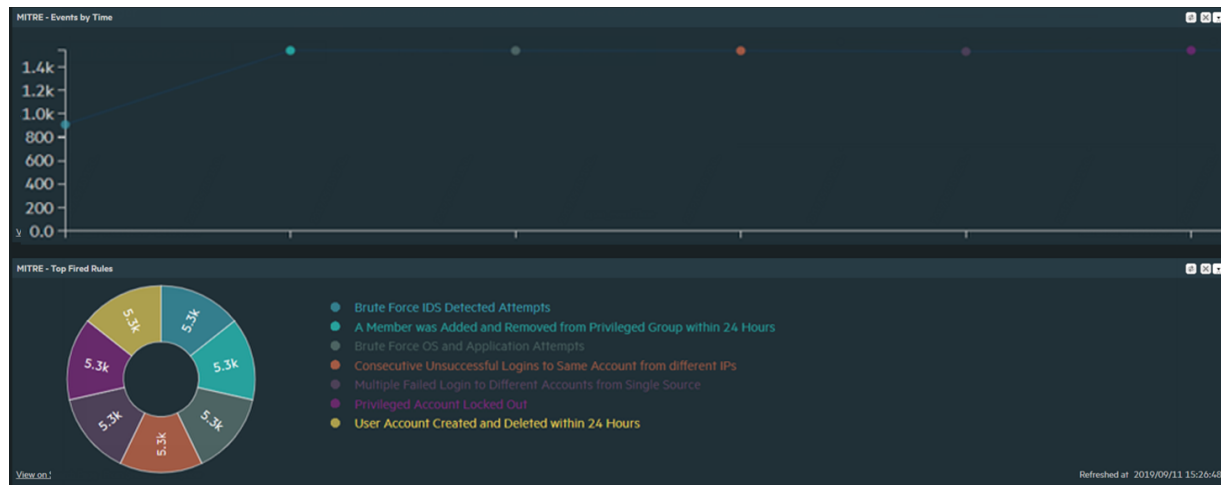 MITRE - Events by Time
1.4k
1.2k
1.0k
800
600
400
200
0.0
MITRE - Top Fired Rules
5.3k
5.3k
5.3k
5.3k
5.3k
5.3k
5.3k
Brute Force IDS Detected Attempts
A Member was Added and Removed from Privileged Group within 24 Hours
Brute Force OS and Application Attempts
Consecutive Unsuccessful Logins to Same Account from different IPs
Multiple Failed Login to Different Accounts from Single Source
Privileged Account Locked Out
User Account Created and Deleted within 24 Hours
View on
Refreshed at 2019/09/11 15:26:48